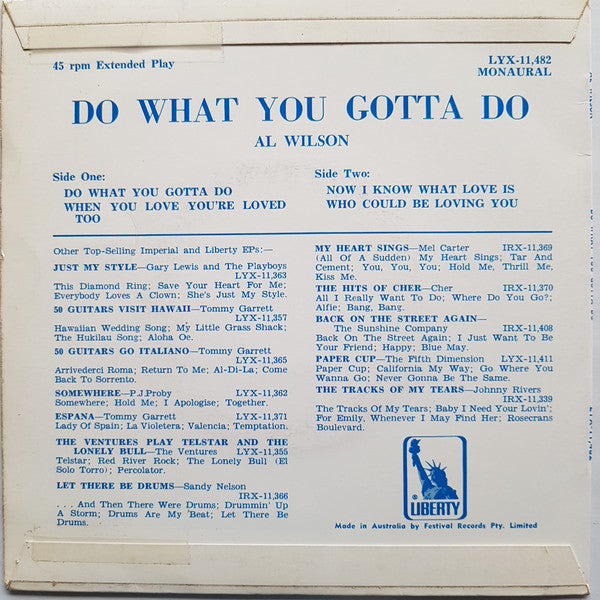 45 rpm Extended Play
LYX-11,482
MONAURAL
DO WHAT YOU GOTTA DO
AL WILSON
Side One:
DO WHAT YOU GOTTA DO
WHEN YOU LOVE YOU'RE LOVED
TOO
Side Two:
NOW I KNOW WHAT LOVE IS
WHO COULD BE LOVING YOU
Other Top-Selling Imperial and Liberty EPs:—
JUST MY STYLE—Gary Lewis and The Playboys
LYX-11,363
This Diamond Ring; Save Your Heart For Me;
Everybody Loves A Clown; She's Just My Style.
50 GUITARS VISIT HAWAII—Tommy Garrett
LYX-11,357
Hawaiian Wedding Song; My Little Grass Shack;
The Hukilau Song; Aloha Oe.
50 GUITARS GO ITALIANO—Tommy Garrett
LYX-11,365
Arrivederci Roma; Return To Me; Al-Di-La; Come
Back To Sorrento.
SOMEWHERE—P.J.Proby LYX-11,362
Somewhere; Hold Me; I Apologise; Together.
ESPANA—Tommy Garrett LYX-11,371
Lady Of Spain; La Violetera; Valencia; Temptation.
THE VENTURES PLAY TELSTAR AND THE
LONELY BULL—The Ventures LYX-11,355
Telstar; Red River Rock; The Lonely Bull (El
Solo Torro); Percolator.
LET THERE BE DRUMS—Sandy Nelson
IRX-11,366
. . . And Then There Were Drums; Drummin' Up
A Storm; Drums Are My Beat; Let There Be
Drums.
MY HEART SINGS—Mel Carter IRX-11,369
(All Of A Sudden) My Heart Sings; Tar And
Cement; You, You, You; Hold Me, Thrill Me,
Kiss Me.
THE HITS OF CHER—Cher IRX-11,370
All I Really Want To Do; Where Do You Go?;
Alfie; Bang, Bang.
BACK ON THE STREET AGAIN—
The Sunshine Company IRX-11,408
Back On The Street Again; I Just Want To Be
Your Friend; Happy; Blue May.
PAPER CUP—The Fifth Dimension LYX-11,411
Paper Cup; California My Way; Go Where You
Wanna Go; Never Gonna Be The Same.
THE TRACKS OF MY TEARS—Johnny Rivers
IRX-11,339
The Tracks Of My Tears; Baby I Need Your Lovin';
For Emily, Whenever I May Find Her; Rosecrans
Boulevard.
® LIBERTY
Made in Australia by Festival Records Pty. Limited